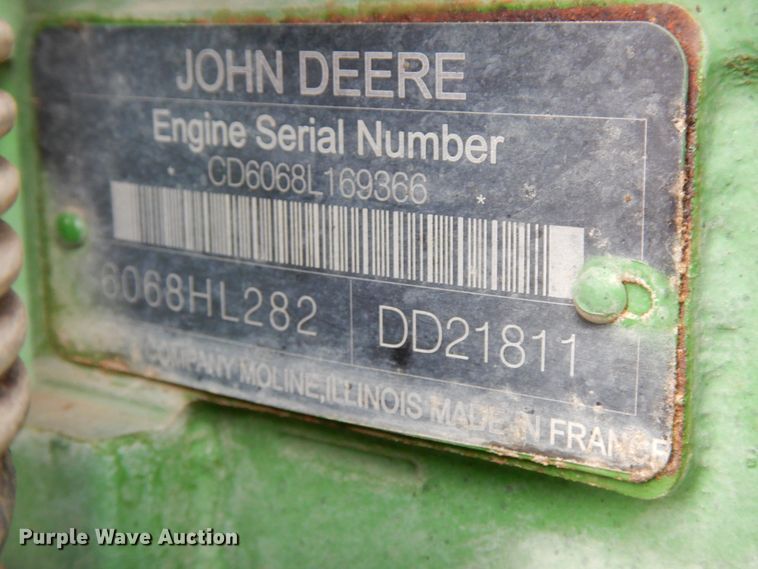 JOHN DEERE
Engine Serial Number
* CD6068L169366 *
6068HL282 DD21811
COMPANY MOLINE, ILLINOIS MADE IN FRANCE
Purple Wave Auction